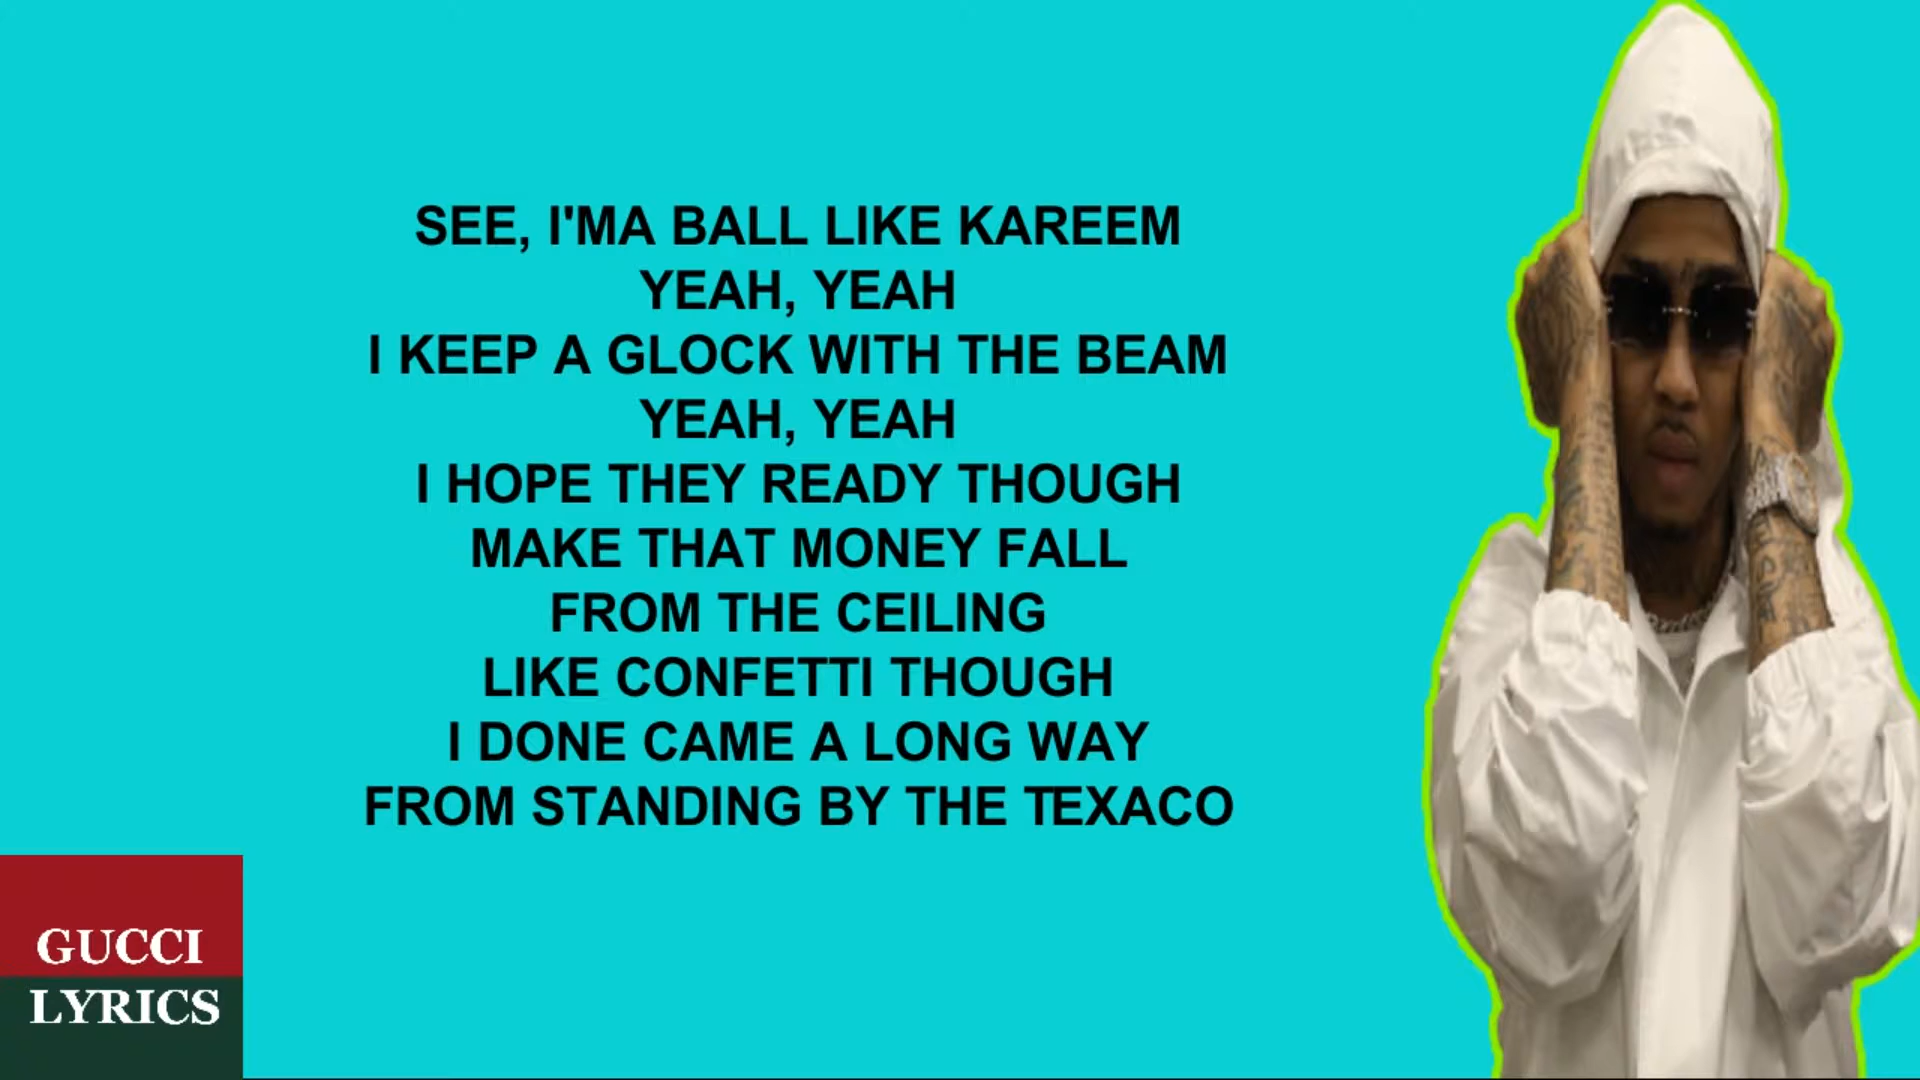 SEE, I'MA BALL LIKE KAREEM
YEAH, YEAH
I KEEP A GLOCK WITH THE BEAM
YEAH, YEAH
I HOPE THEY READY THOUGH
MAKE THAT MONEY FALL
FROM THE CEILING
LIKE CONFETTI THOUGH
I DONE CAME A LONG WAY
FROM STANDING BY THE TEXACO
GUCCI
LYRICS